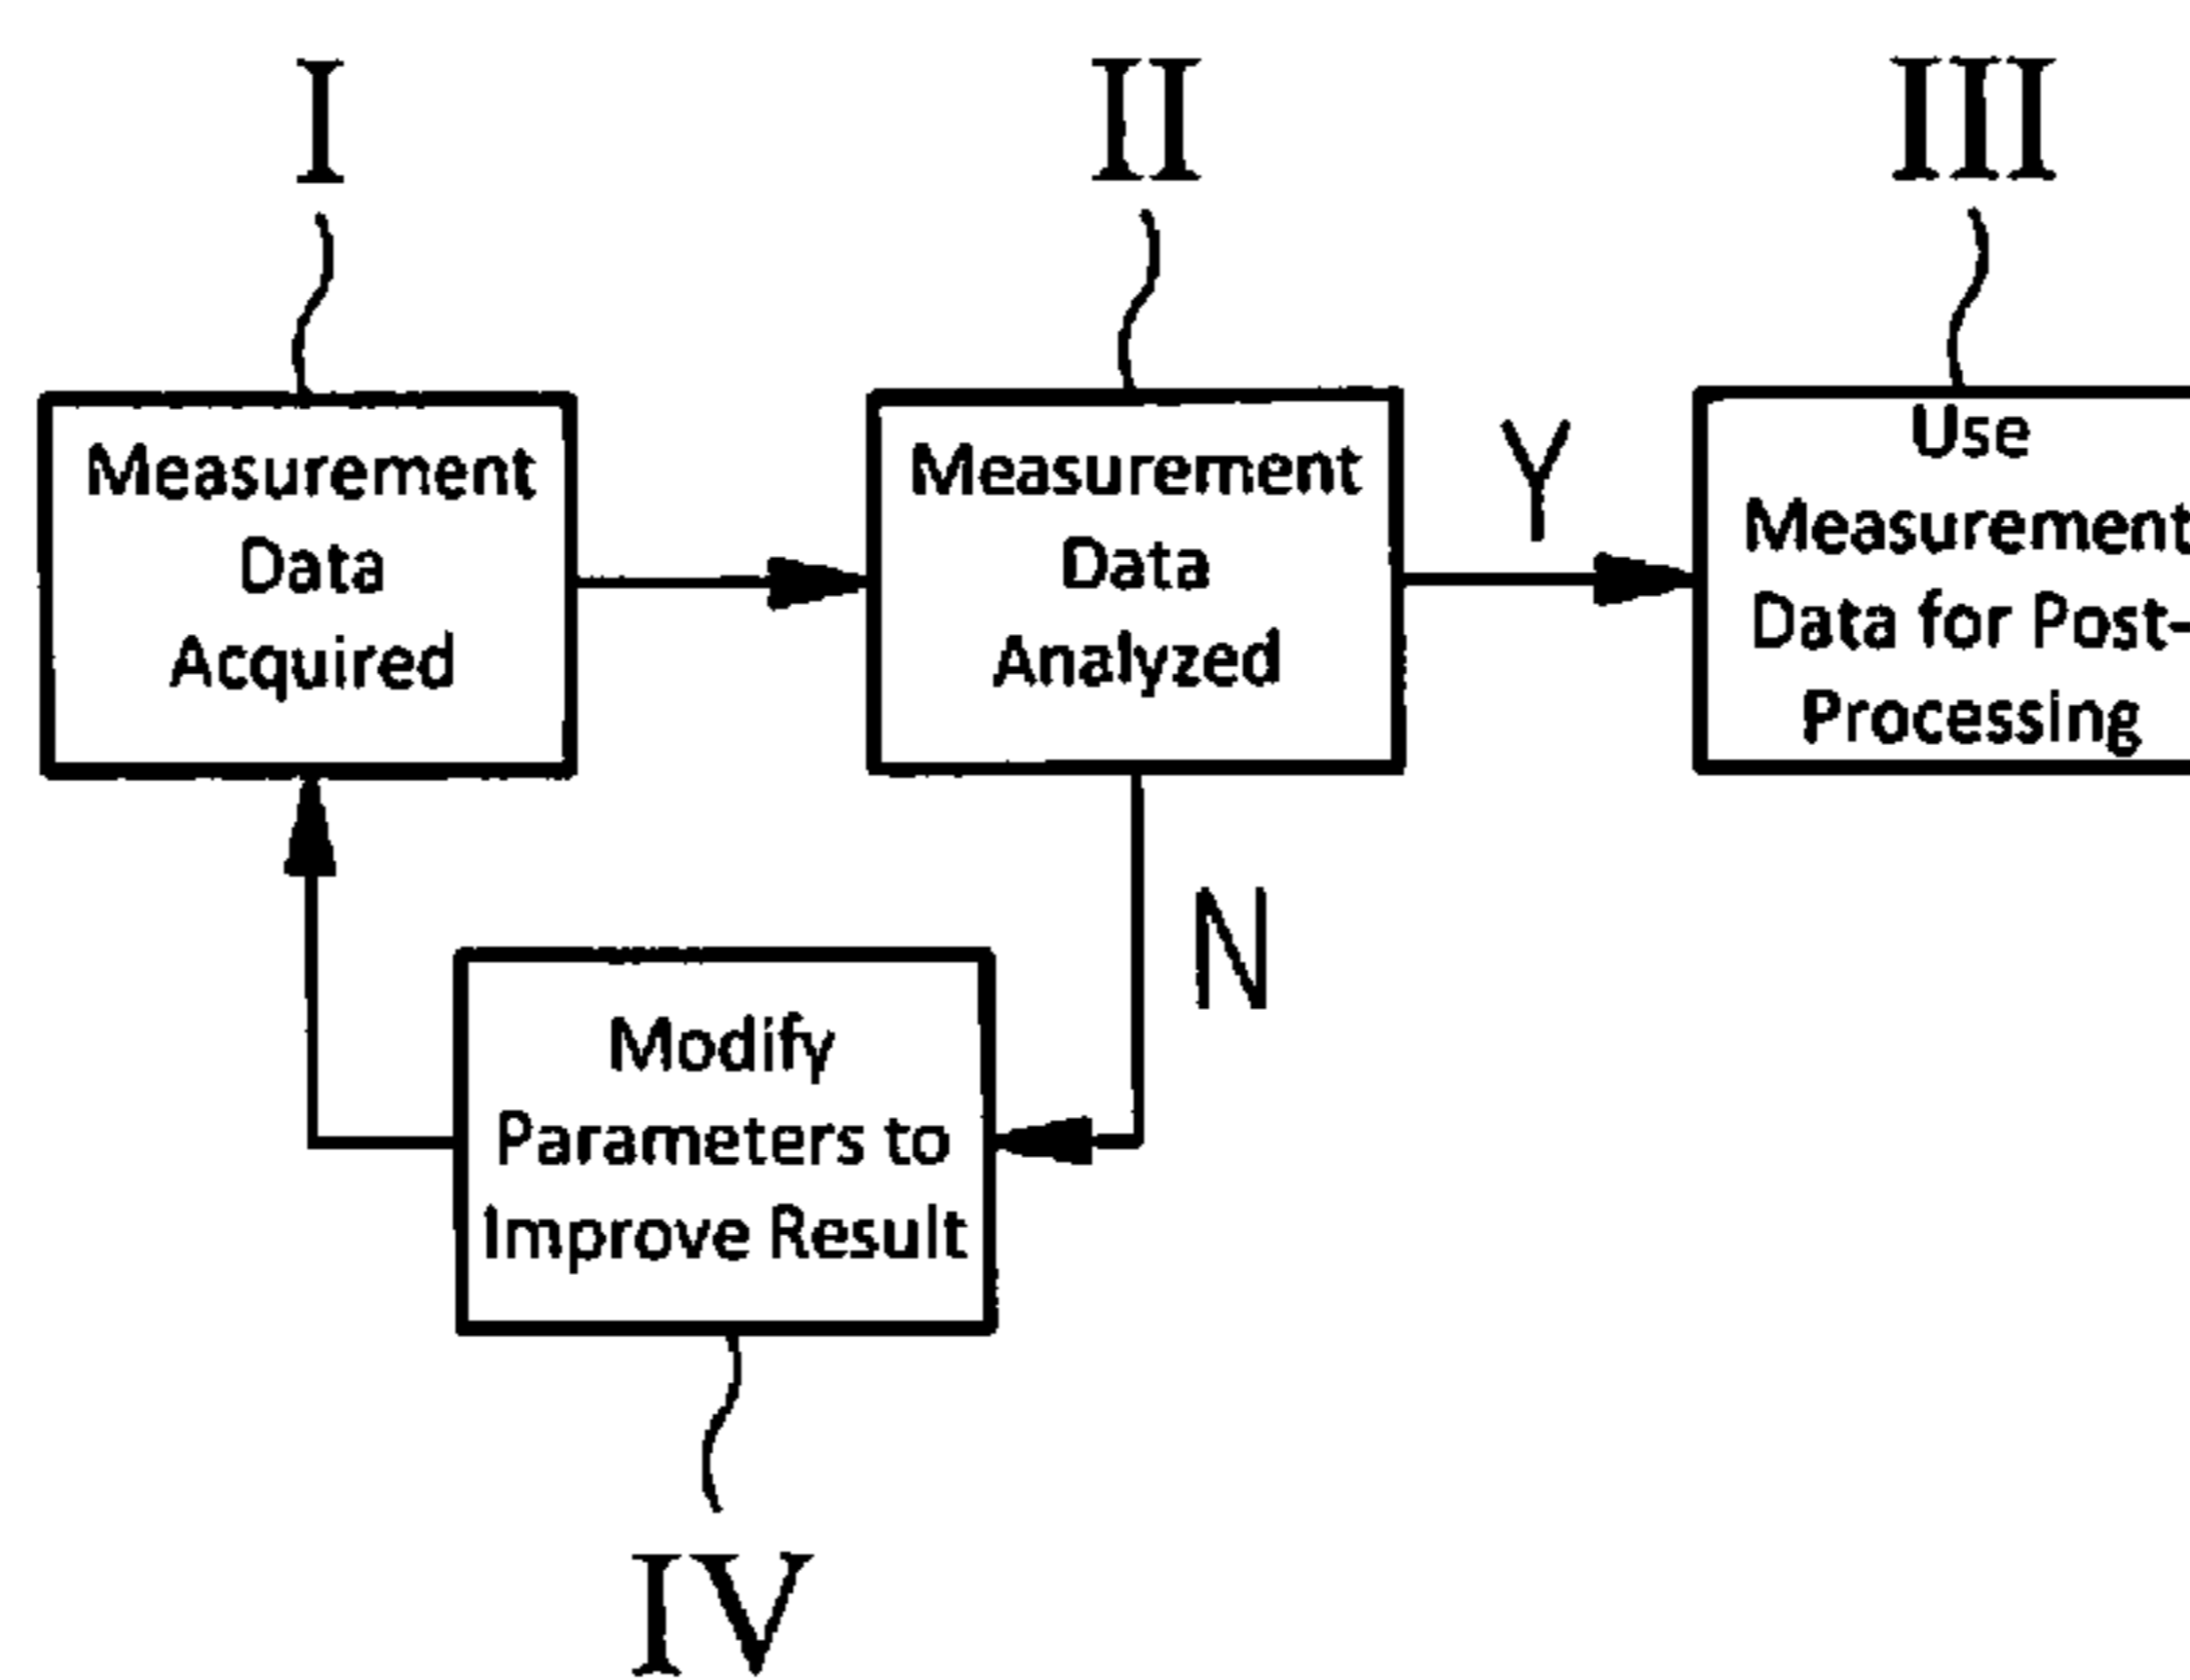 I
II
III
Measurement
Data
Acquired
Measurement
Data
Analyzed
Y
Use
Measurement
Data for Post-
Processing
N
Modify
Parameters to
Improve Result
IV